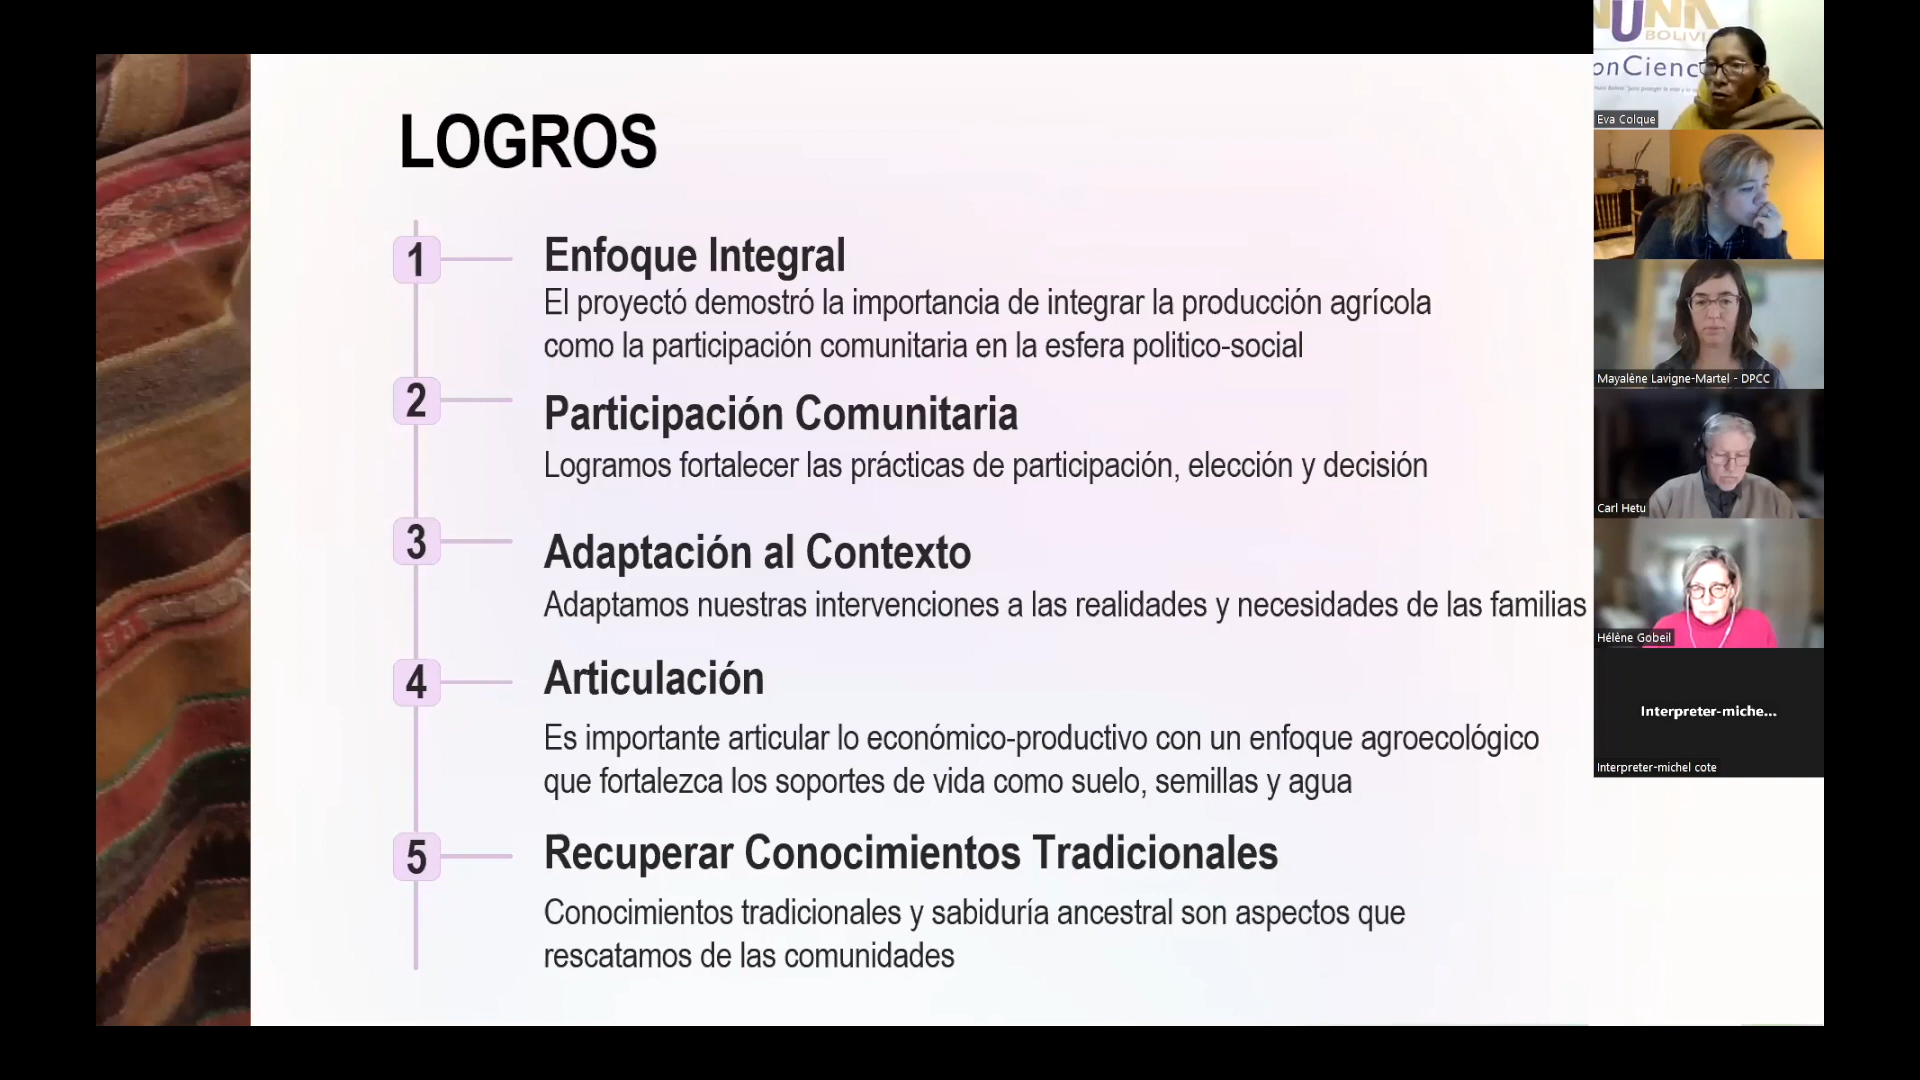 LOGROS
1
Enfoque Integral
El proyectó demostró la importancia de integrar la producción agrícola
como la participación comunitaria en la esfera politico-social
2
Participación Comunitaria
Logramos fortalecer las prácticas de participación, elección y decisión
3
Adaptación al Contexto
Adaptamos nuestras intervenciones a las realidades y necesidades de las familias
4
Articulación
Es importante articular lo económico-productivo con un enfoque agroecológico
que fortalezca los soportes de vida como suelo, semillas y agua
5
Recuperar Conocimientos Tradicionales
Conocimientos tradicionales y sabiduría ancestral son aspectos que
rescatamos de las comunidades
BOLIVI
onCienc
Eva Colque
Mayalène Lavigne-Martel - DPCC
Carl Hetu
Hélène Gobeil
Interpreter-miche...
Interpreter-michel cote